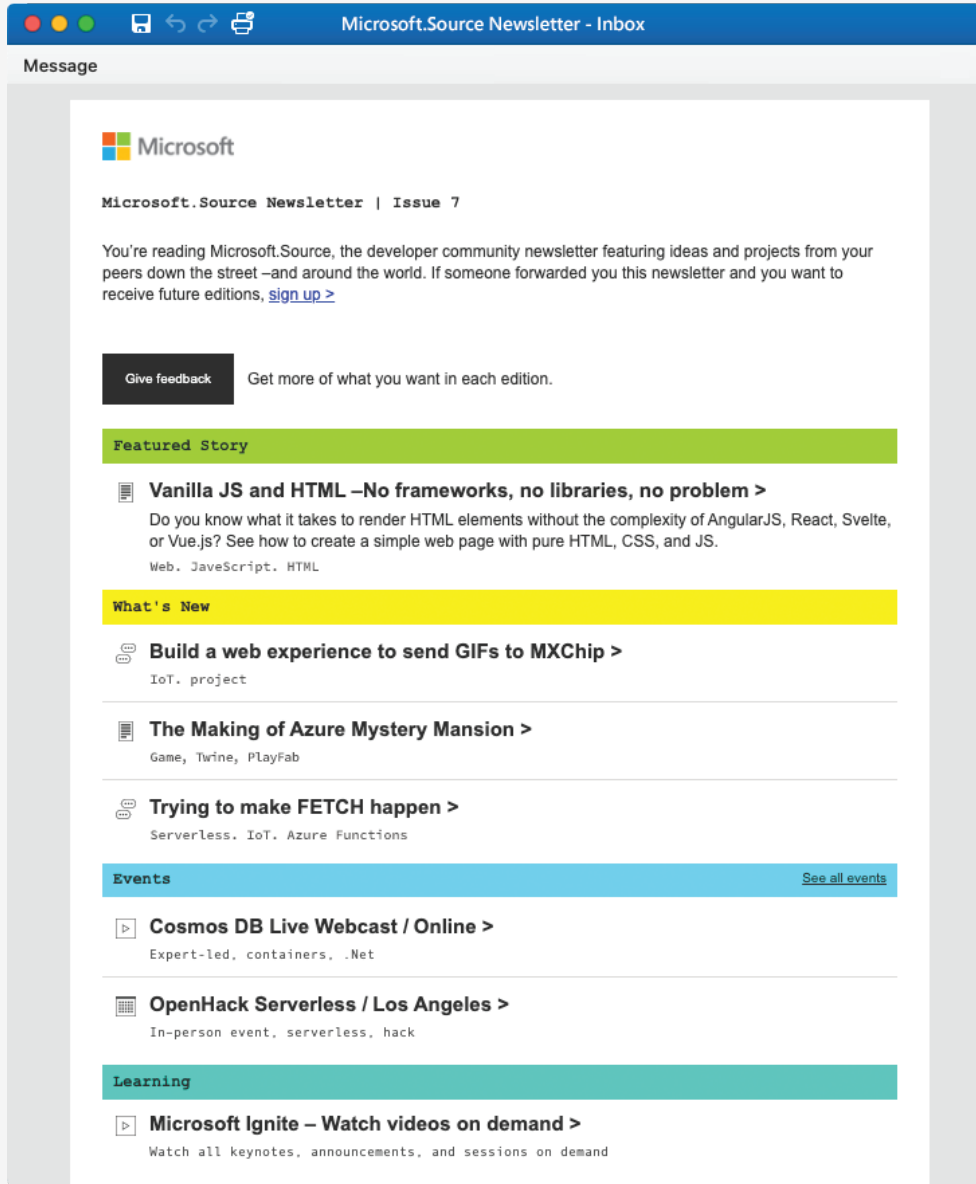 Microsoft.Source Newsletter - Inbox
Message
Microsoft
Microsoft.Source Newsletter | Issue 7
You're reading Microsoft.Source, the developer community newsletter featuring ideas and projects from your
peers down the street –and around the world. If someone forwarded you this newsletter and you want to
receive future editions, sign up >
Give feedback
Get more of what you want in each edition.
Featured Story
Vanilla JS and HTML –No frameworks, no libraries, no problem >
Do you know what it takes to render HTML elements without the complexity of AngularJS, React, Svelte,
or Vue.js? See how to create a simple web page with pure HTML, CSS, and JS.
Web. JaveScript. HTML
What's New
Build a web experience to send GIFs to MXChip >
IoT. project
The Making of Azure Mystery Mansion >
Game, Twine, PlayFab
Trying to make FETCH happen >
Serverless. IoT. Azure Functions
Events
See all events
Cosmos DB Live Webcast / Online >
Expert-led, containers, .Net
OpenHack Serverless / Los Angeles >
In-person event, serverless, hack
Learning
Microsoft Ignite – Watch videos on demand >
Watch all keynotes, announcements, and sessions on demand